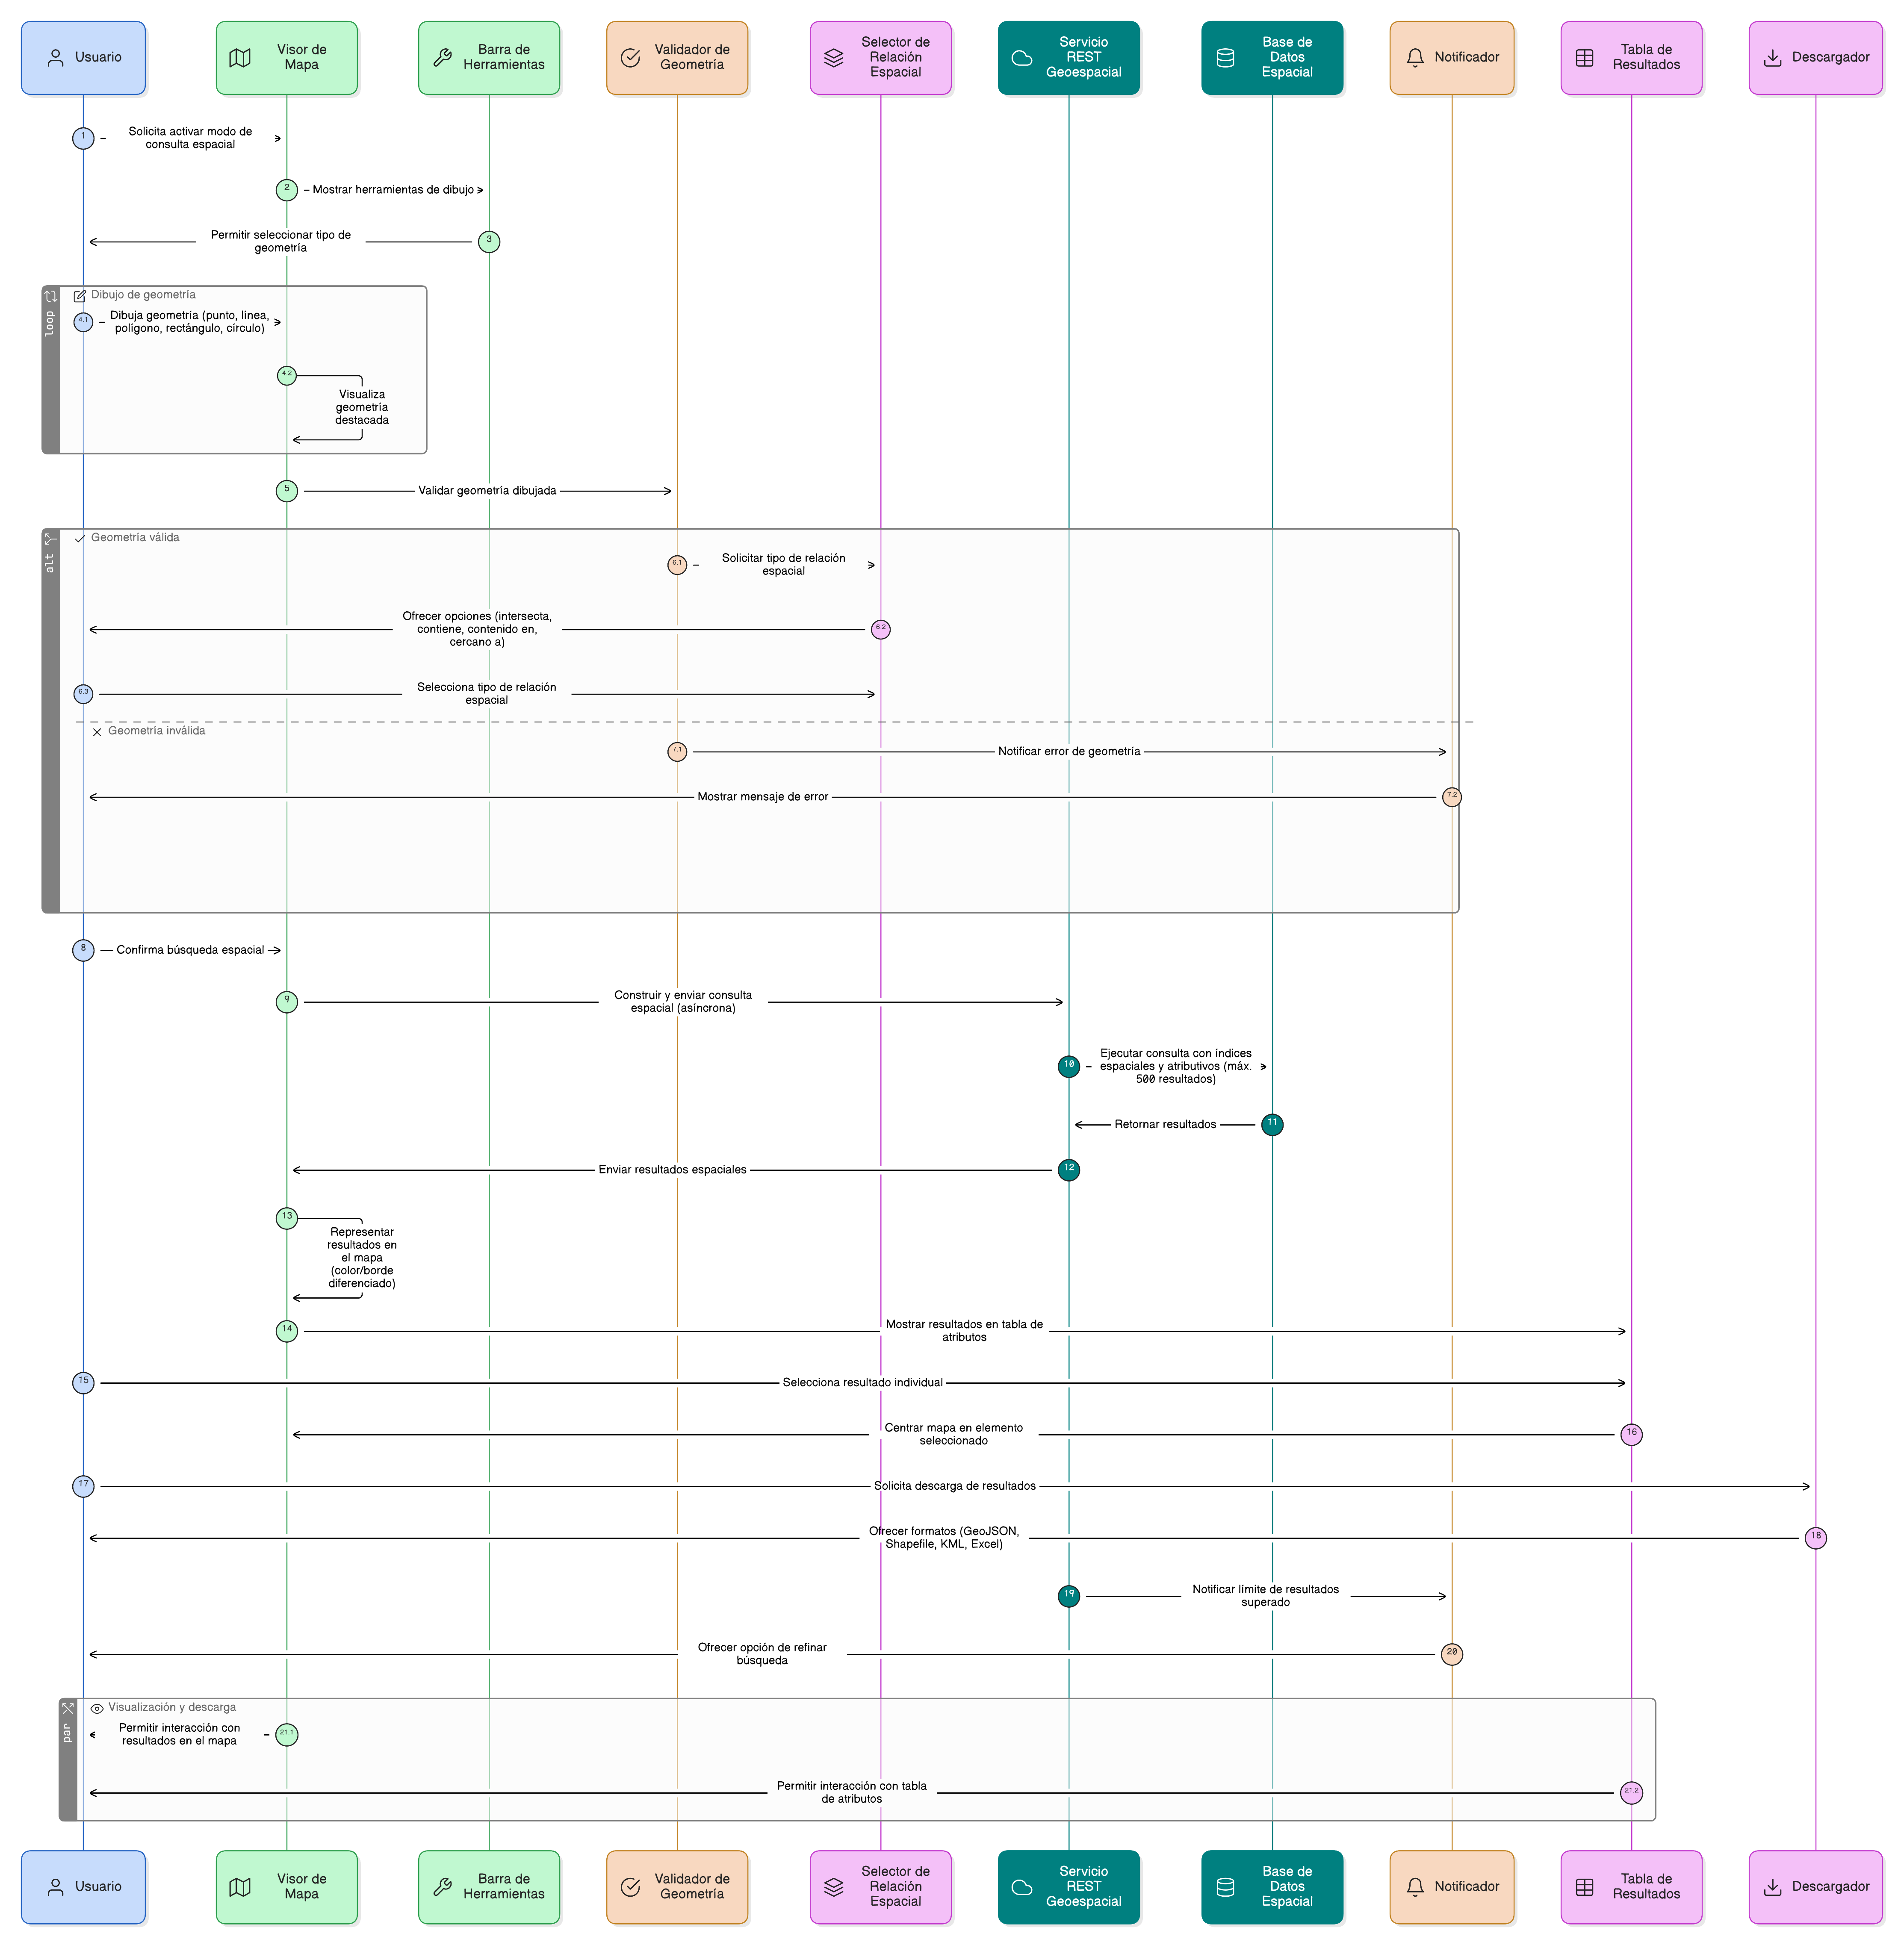 Usuario
Visor de
Mapa
Barra de
Herramientas
Validador de
Geometría
Selector de
Relación
Espacial
Servicio
REST
Geoespacial
Base de
Datos
Espacial
Notificador
Tabla de
Resultados
Descargador
1
Solicita activar modo de
consulta espacial
2
Mostrar herramientas de dibujo
Permitir seleccionar tipo de
geometría
3
loop
Dibujo de geometría
4.1
Dibuja geometría (punto, línea,
polígono, rectángulo, círculo)
4.2
Visualiza
geometría
destacada
5
Validar geometría dibujada
alt
Geometría válida
6.1
Solicitar tipo de relación
espacial
Ofrecer opciones (intersecta,
contiene, contenido en,
cercano a)
6.2
6.3
Selecciona tipo de relación
espacial
Geometría inválida
7.1
Notificar error de geometría
Mostrar mensaje de error
7.2
8
Confirma búsqueda espacial
9
Construir y enviar consulta
espacial (asíncrona)
10
Ejecutar consulta con índices
espaciales y atributivos (máx.
500 resultados)
Retornar resultados
11
Enviar resultados espaciales
12
13
Representar
resultados en
el mapa
(color/borde
diferenciado)
14
Mostrar resultados en tabla de
atributos
15
Selecciona resultado individual
Centrar mapa en elemento
seleccionado
16
17
Solicita descarga de resultados
Ofrecer formatos (GeoJSON,
Shapefile, KML, Excel)
18
19
Notificar límite de resultados
superado
Ofrecer opción de refinar
búsqueda
20
par
Visualización y descarga
Permitir interacción con
resultados en el mapa
21.1
Permitir interacción con tabla
de atributos
21.2
Usuario
Visor de
Mapa
Barra de
Herramientas
Validador de
Geometría
Selector de
Relación
Espacial
Servicio
REST
Geoespacial
Base de
Datos
Espacial
Notificador
Tabla de
Resultados
Descargador